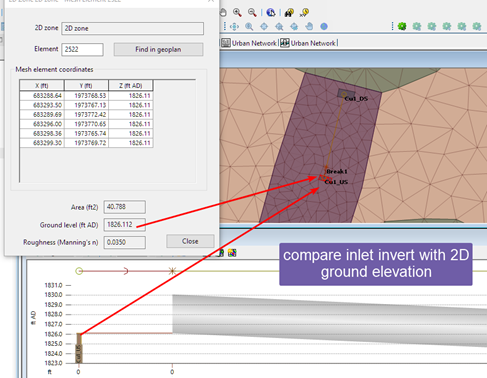 2D zone 2D zone - Mesh Element 2522
2D zone
2D zone
Element
2522
Find in geoplan
Mesh element coordinates
X (ft) Y (ft) Z (ft AD)
683288.64 1973768.53 1826.11
683293.50 1973767.13 1826.11
683289.69 1973772.42 1826.11
683296.00 1973770.65 1826.11
683298.36 1973765.74 1826.11
683299.30 1973769.72 1826.11
Area (ft2) 40.788
Ground level (ft AD) 1826.112
Roughness (Manning's n) 0.0350
Close
Urban Network
Urban Network
Cul_DS
Break1
Cul_US
compare inlet invert with 2D
ground elevation
ft AD
1831.0
1830.0
1829.0
1828.0
1827.0
1826.0
1825.0
1824.0
1823.0
Cul_US
ft 0 0